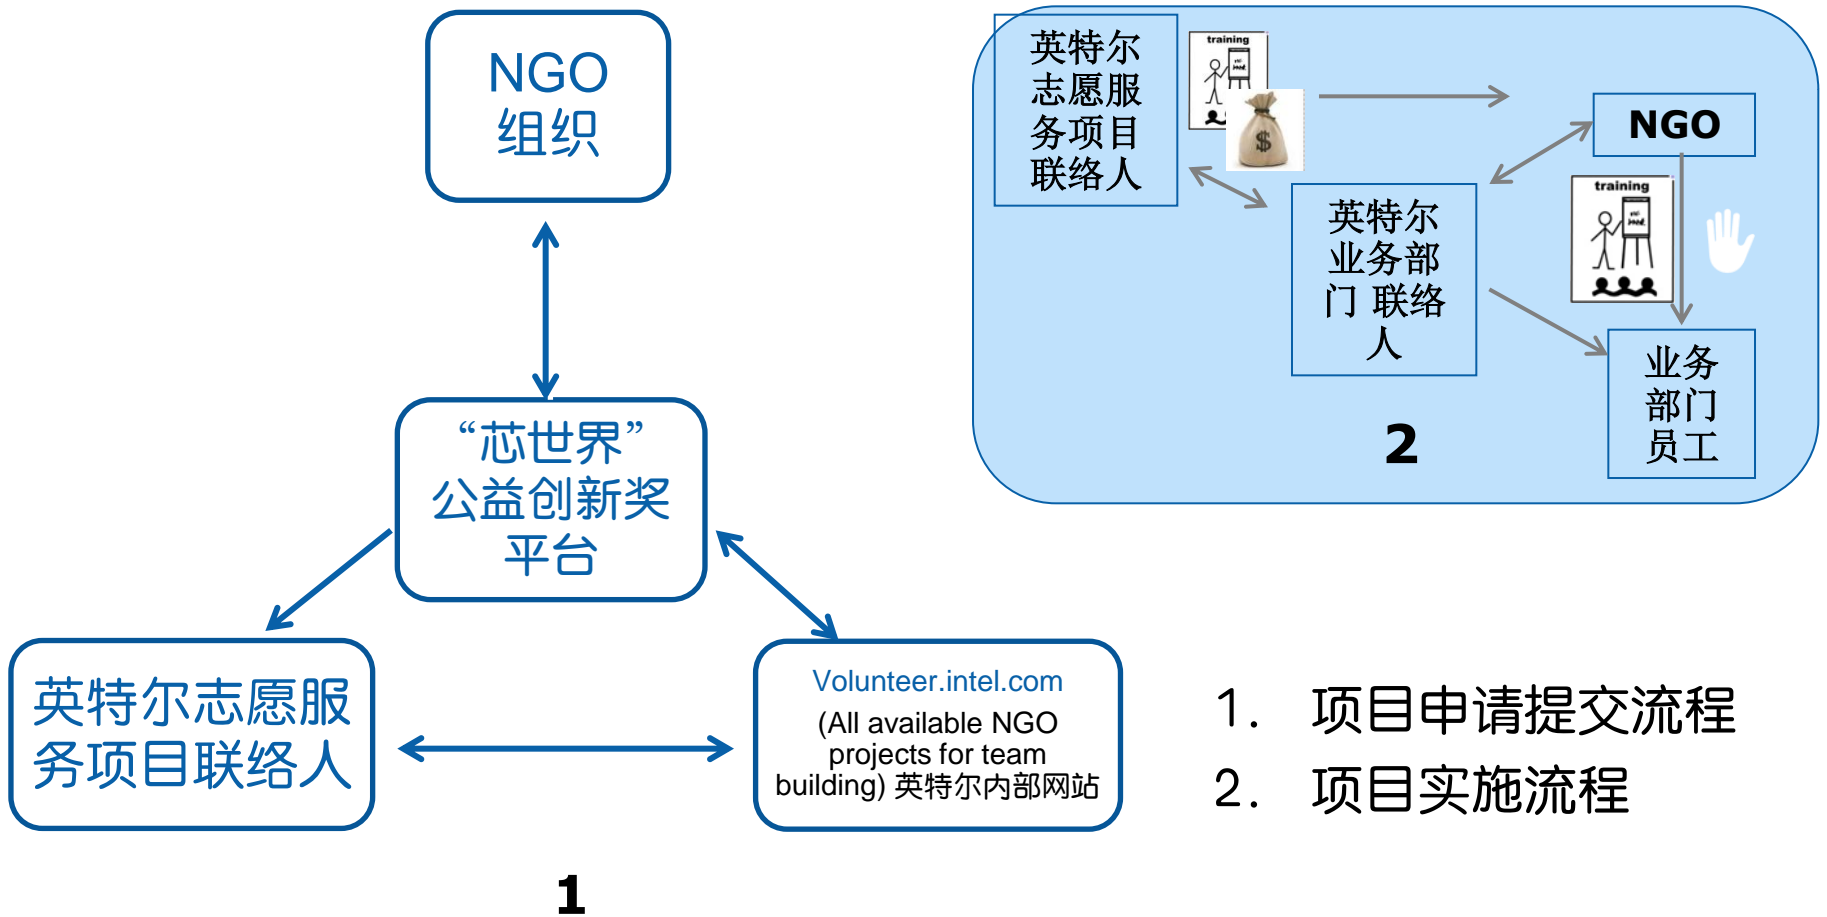 NGO
组织
“芯世界”
公益创新奖
平台
英特尔志愿服
务项目联络人
Volunteer.intel.com
(All available NGO
projects for team
building) 英特尔内部网站
1
英特尔
志愿服
务项目
联络人
training
$
NGO
英特尔
业务部
门 联络
人
training
业务
部门
员工
2
1. 项目申请提交流程
2. 项目实施流程